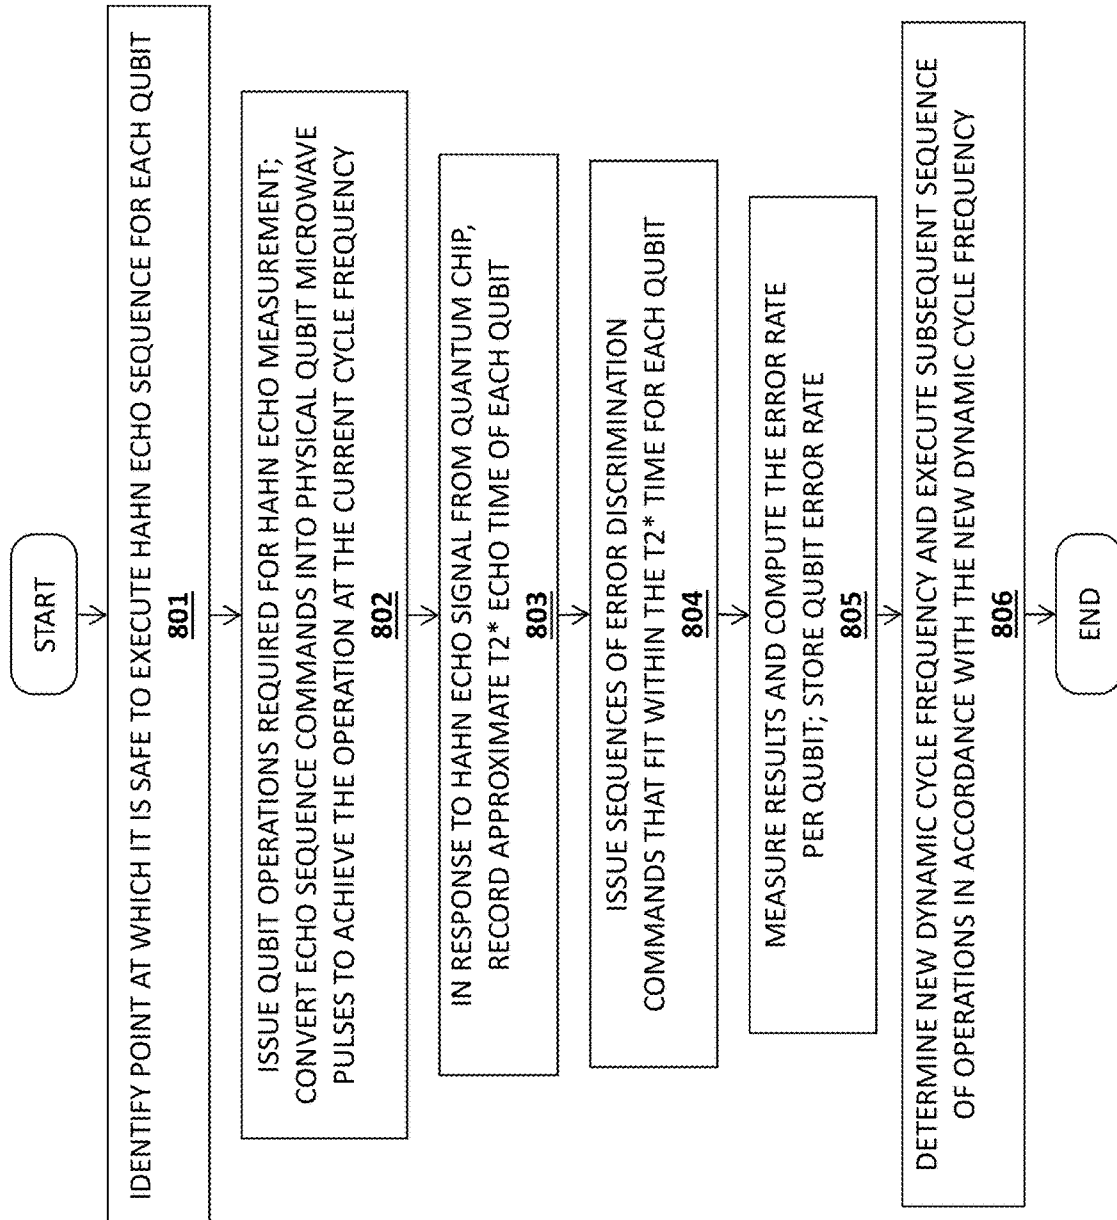 START
IDENTIFY POINT AT WHICH IT IS SAFE TO EXECUTE HAHN ECHO SEQUENCE FOR EACH QUBIT
801
ISSUE QUBIT OPERATIONS REQUIRED FOR HAHN ECHO MEASUREMENT;
CONVERT ECHO SEQUENCE COMMANDS INTO PHYSICAL QUBIT MICROWAVE
PULSES TO ACHIEVE THE OPERATION AT THE CURRENT CYCLE FREQUENCY
802
IN RESPONSE TO HAHN ECHO SIGNAL FROM QUANTUM CHIP,
RECORD APPROXIMATE T2* ECHO TIME OF EACH QUBIT
803
ISSUE SEQUENCES OF ERROR DISCRIMINATION
COMMANDS THAT FIT WITHIN THE T2* TIME FOR EACH QUBIT
804
MEASURE RESULTS AND COMPUTE THE ERROR RATE
PER QUBIT; STORE QUBIT ERROR RATE
805
DETERMINE NEW DYNAMIC CYCLE FREQUENCY AND EXECUTE SUBSEQUENT SEQUENCE
OF OPERATIONS IN ACCORDANCE WITH THE NEW DYNAMIC CYCLE FREQUENCY
806
END